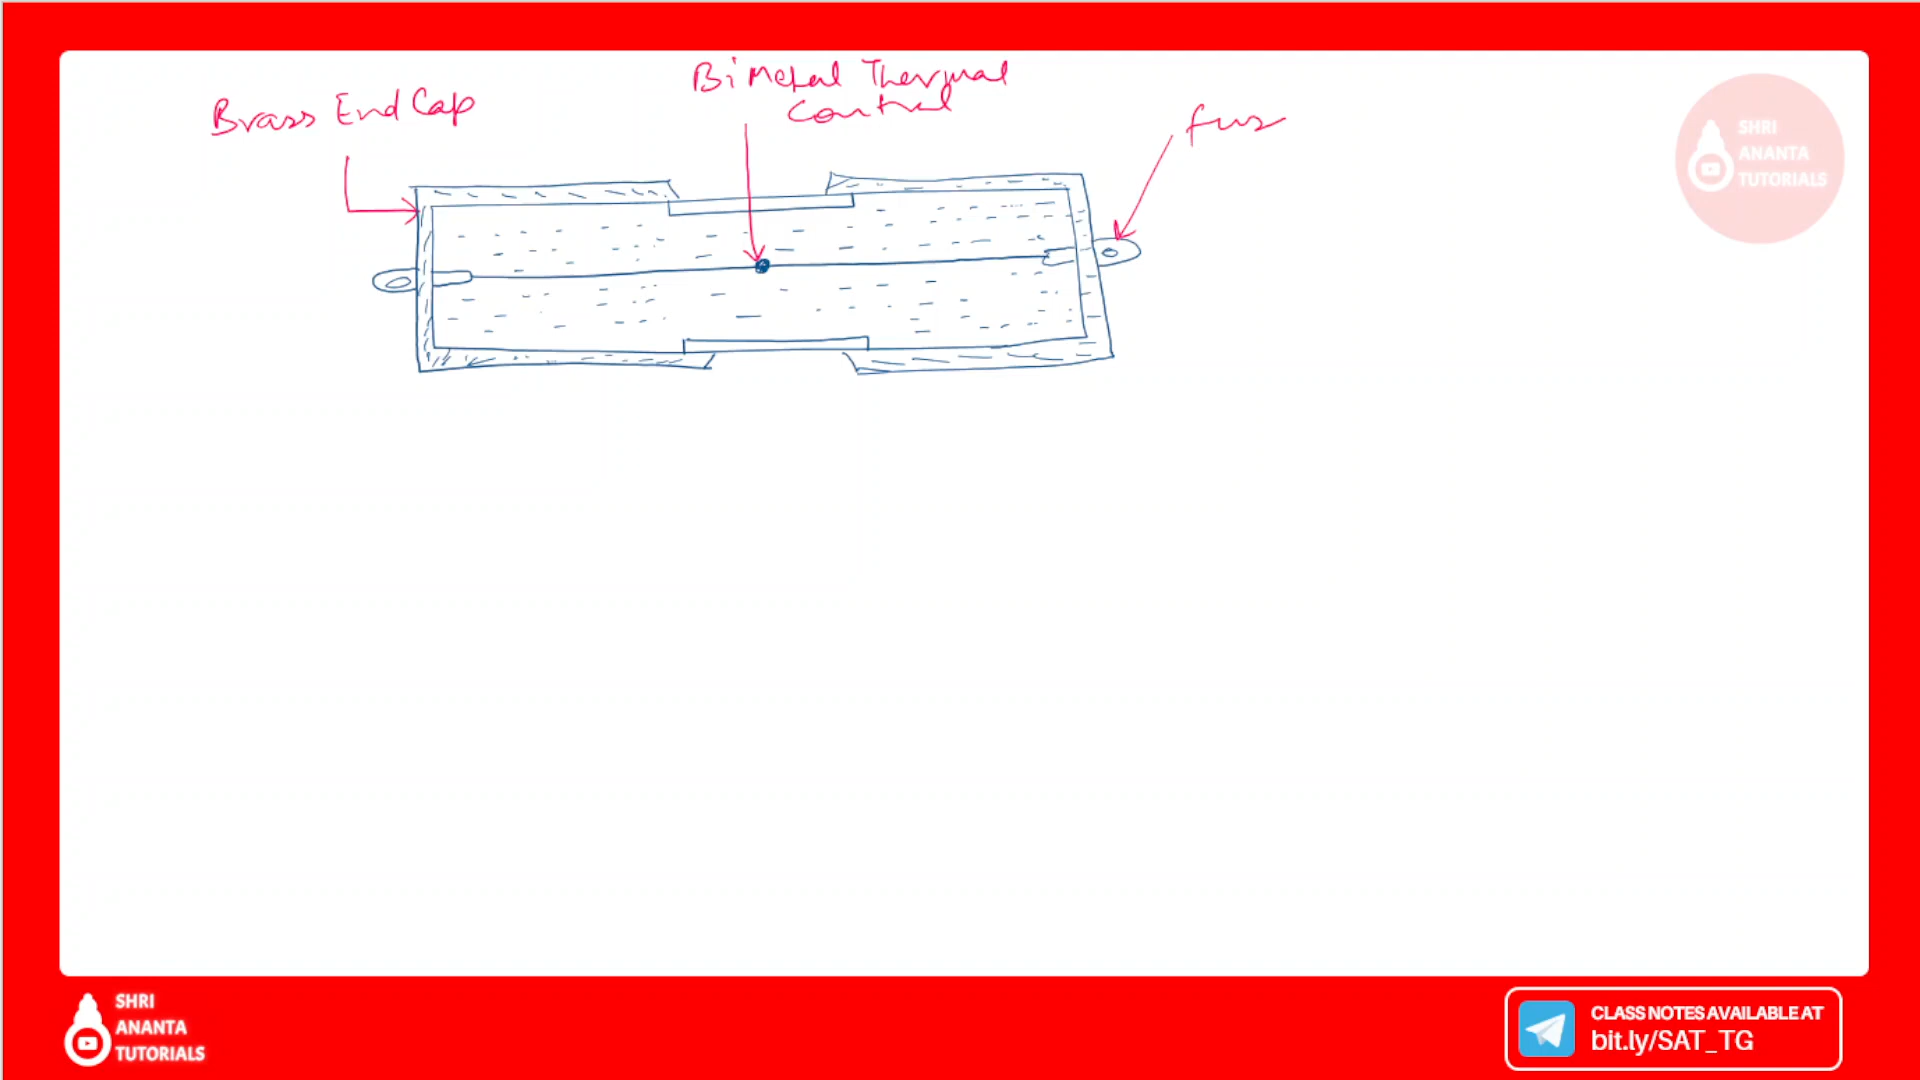 Bi Metal Thermal
Control
Brass End Cap
fus
SHRI
ANANTA
TUTORIALS
SHRI
ANANTA
TUTORIALS
CLASS NOTES AVAILABLE AT
bit.ly/SAT_TG